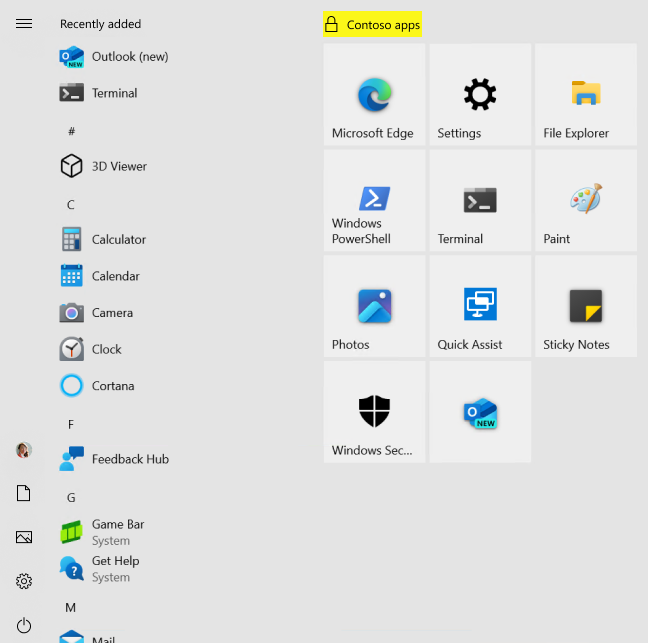 Recently added
Outlook (new)
Terminal
#
3D Viewer
C
Calculator
Calendar
Camera
Clock
Cortana
F
Feedback Hub
G
Game Bar
System
Get Help
System
M
Mail
Contoso apps
Microsoft Edge
Settings
File Explorer
Windows
PowerShell
Terminal
Paint
Photos
Quick Assist
Sticky Notes
Windows Sec...
NEW